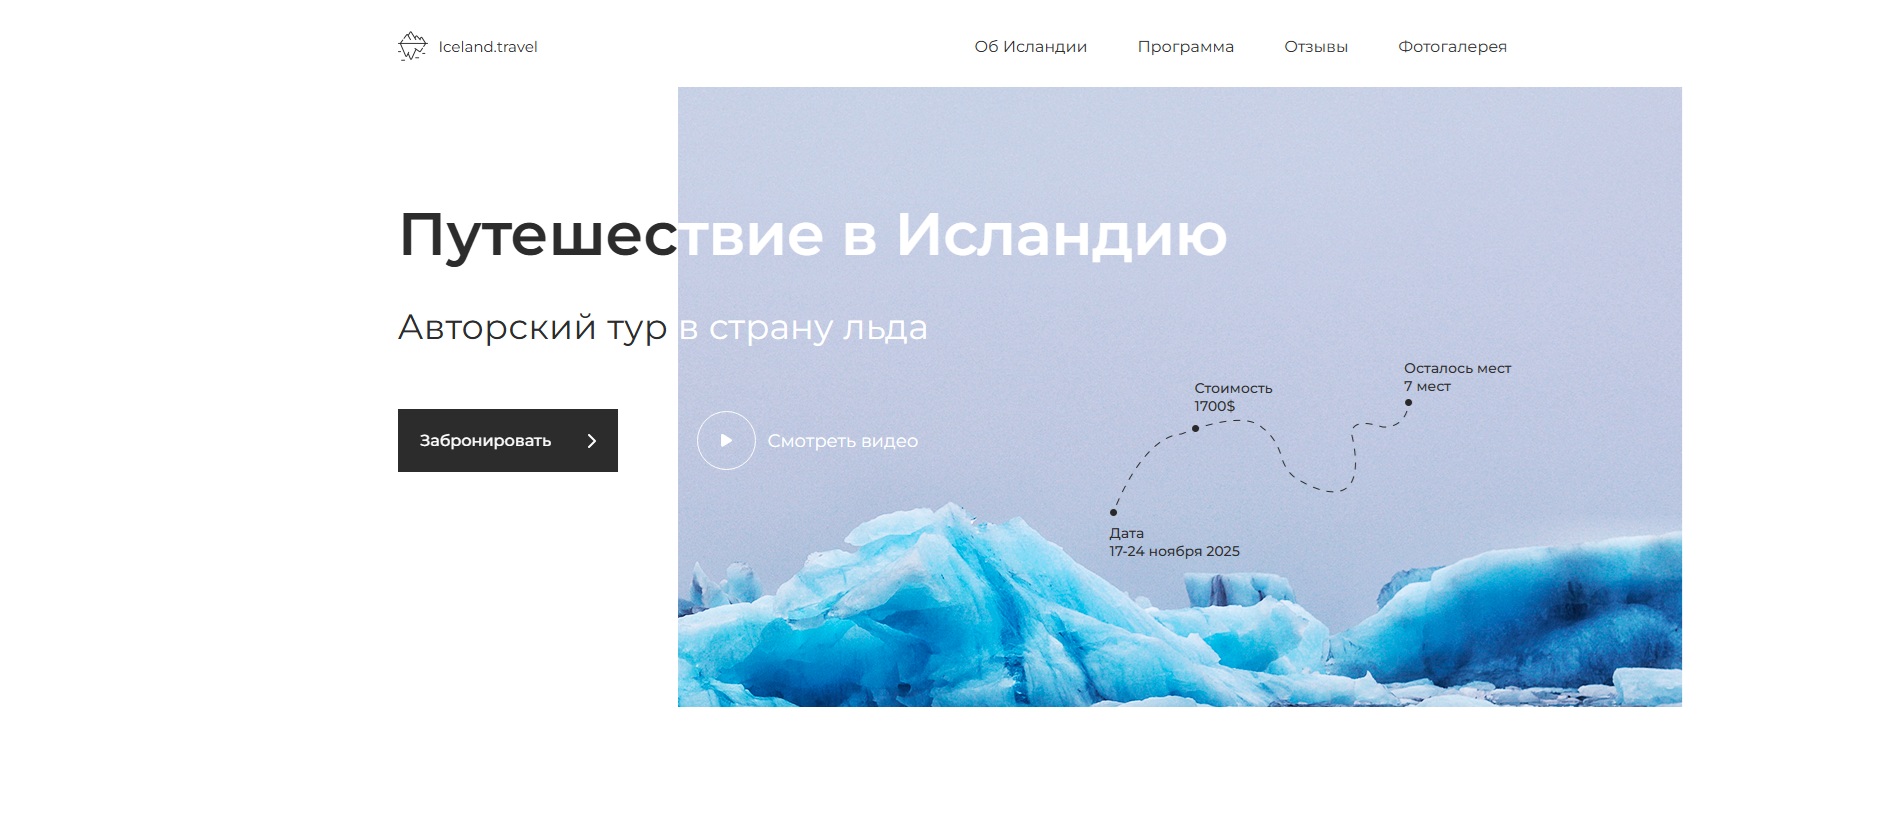 Iceland.travel
Об Исландии
Программа
Отзывы
Фотогалерея
Путешествие в Исландию
Авторский тур в страну льда
Забронировать
Смотреть видео
Стоимость
1700$
Осталось мест
7 мест
Дата
17-24 ноября 2025